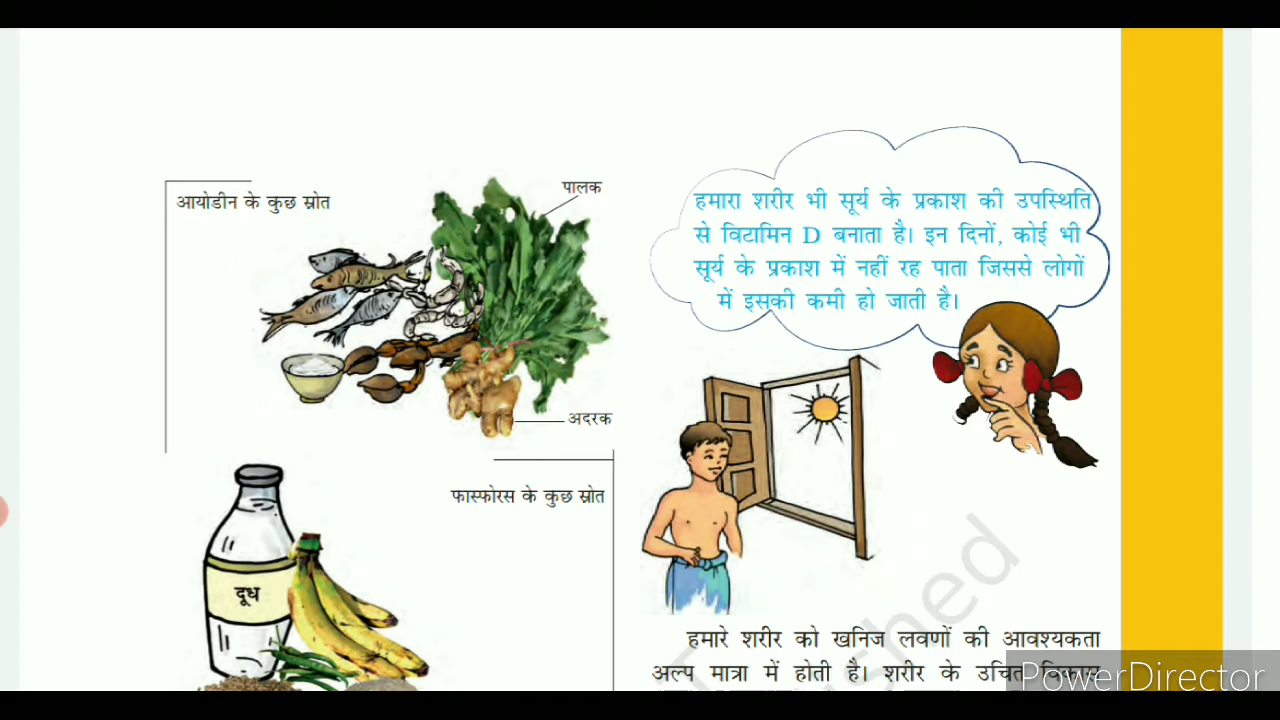 आयोडीन के कुछ स्रोत
पालक
अदरक
फास्फोरस के कुछ स्रोत
दूध
हमारा शरीर भी सूर्य के प्रकाश की उपस्थिति
से विटामिन D बनाता है। इन दिनों, कोई भी
सूर्य के प्रकाश में नहीं रह पाता जिससे लोगों
में इसकी कमी हो जाती है।
हमारे शरीर को खनिज लवणों की आवश्यकता
अल्प मात्रा में होती है। शरीर के उचित विकास
PowerDirector